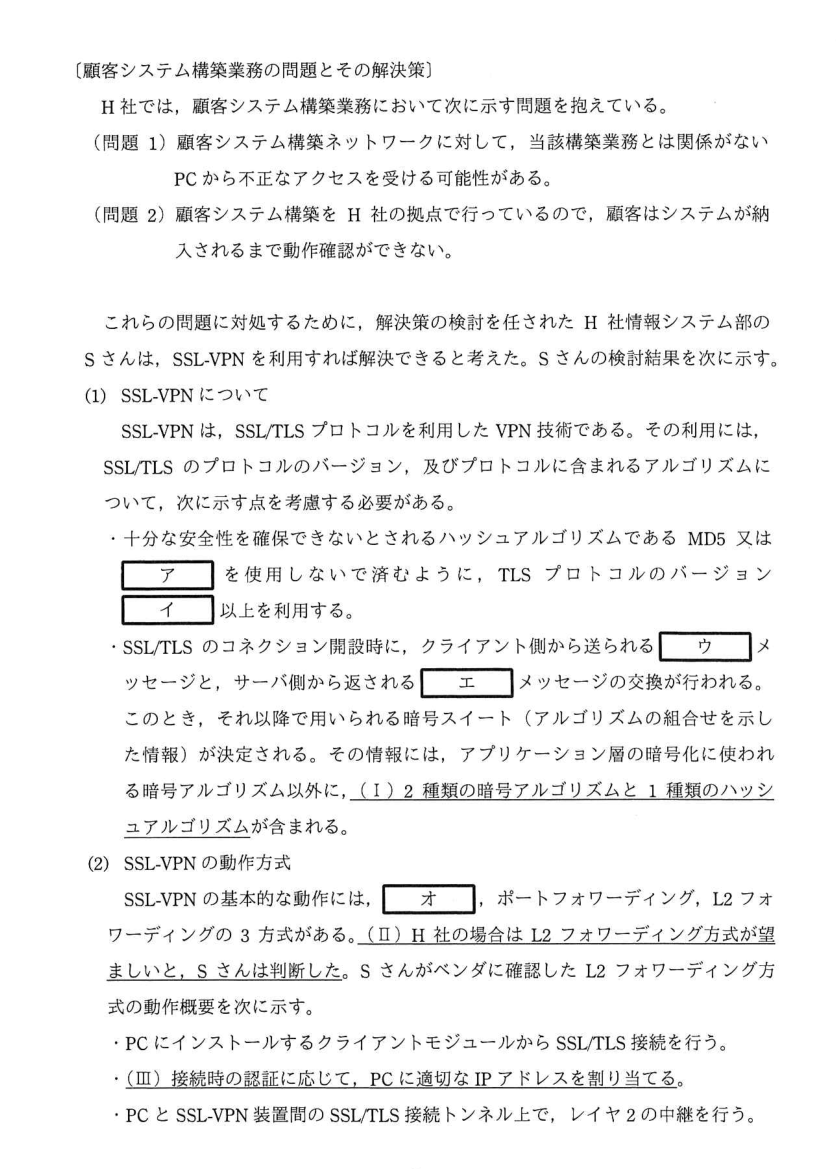 〔顧客システム構築業務の問題とその解決策〕
H 社では，顧客システム構築業務において次に示す問題を抱えている。
（問題 1）顧客システム構築ネットワークに対して，当該構築業務とは関係がない
PC から不正なアクセスを受ける可能性がある。
（問題 2）顧客システム構築を H 社の拠点で行っているので，顧客はシステムが納
入されるまで動作確認ができない。
これらの問題に対処するために，解決策の検討を任された H 社情報システム部の
S さんは，SSL-VPN を利用すれば解決できると考えた。S さんの検討結果を次に示す。
(1) SSL-VPN について
SSL-VPN は，SSL/TLS プロトコルを利用した VPN 技術である。その利用には，
SSL/TLS のプロトコルのバージョン，及びプロトコルに含まれるアルゴリズムに
ついて，次に示す点を考慮する必要がある。
・十分な安全性を確保できないとされるハッシュアルゴリズムである MD5 又は
ア を使用しないで済むように，TLS プロトコルのバージョン
イ 以上を利用する。
・SSL/TLS のコネクション開設時に，クライアント側から送られる ウ メ
ッセージと，サーバ側から返される エ メッセージの交換が行われる。
このとき，それ以降で用いられる暗号スイート（アルゴリズムの組合せを示し
た情報）が決定される。その情報には，アプリケーション層の暗号化に使われ
る暗号アルゴリズム以外に，（Ⅰ）2 種類の暗号アルゴリズムと 1 種類のハッシ
ュアルゴリズムが含まれる。
(2) SSL-VPN の動作方式
SSL-VPN の基本的な動作には， オ ，ポートフォワーディング，L2 フォ
ワーディングの 3 方式がある。（Ⅱ）H 社の場合は L2 フォワーディング方式が望
ましいと，S さんは判断した。S さんがベンダに確認した L2 フォワーディング方
式の動作概要を次に示す。
・PC にインストールするクライアントモジュールから SSL/TLS 接続を行う。
・（Ⅲ）接続時の認証に応じて，PC に適切な IP アドレスを割り当てる。
・PC と SSL-VPN 装置間の SSL/TLS 接続トンネル上で，レイヤ 2 の中継を行う。